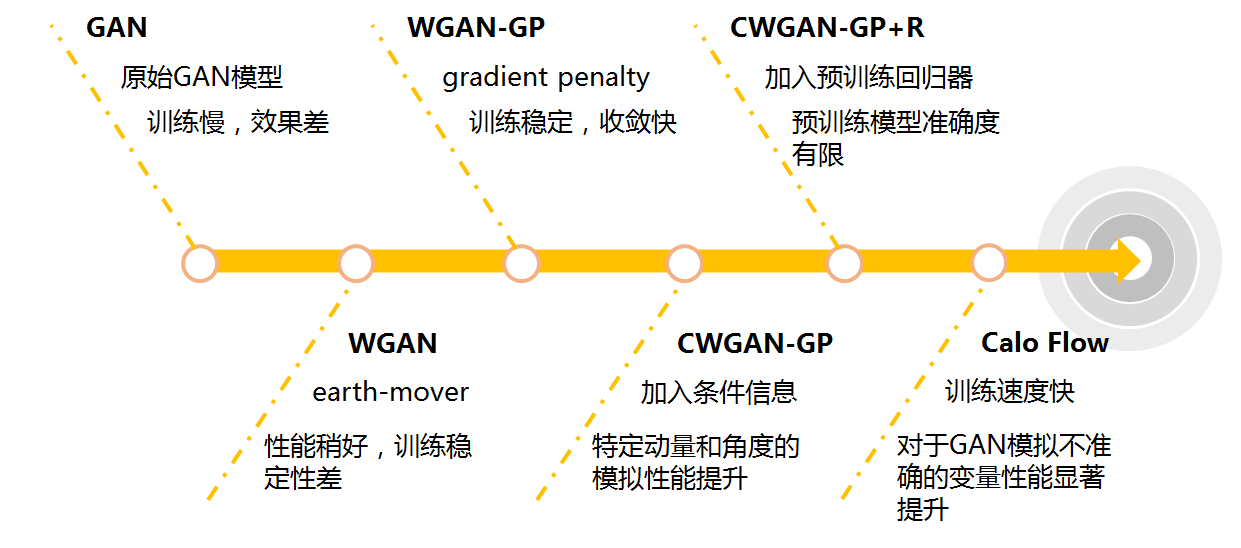 GAN
原始GAN模型
训练慢，效果差
WGAN-GP
gradient penalty
训练稳定，收敛快
CWGAN-GP+R
加入预训练回归器
预训练模型准确度
有限
WGAN
earth-mover
性能稍好，训练稳
定性差
CWGAN-GP
加入条件信息
特定动量和角度的
模拟性能提升
Calo Flow
训练速度快
对于GAN模拟不准
确的变量性能显著
提升